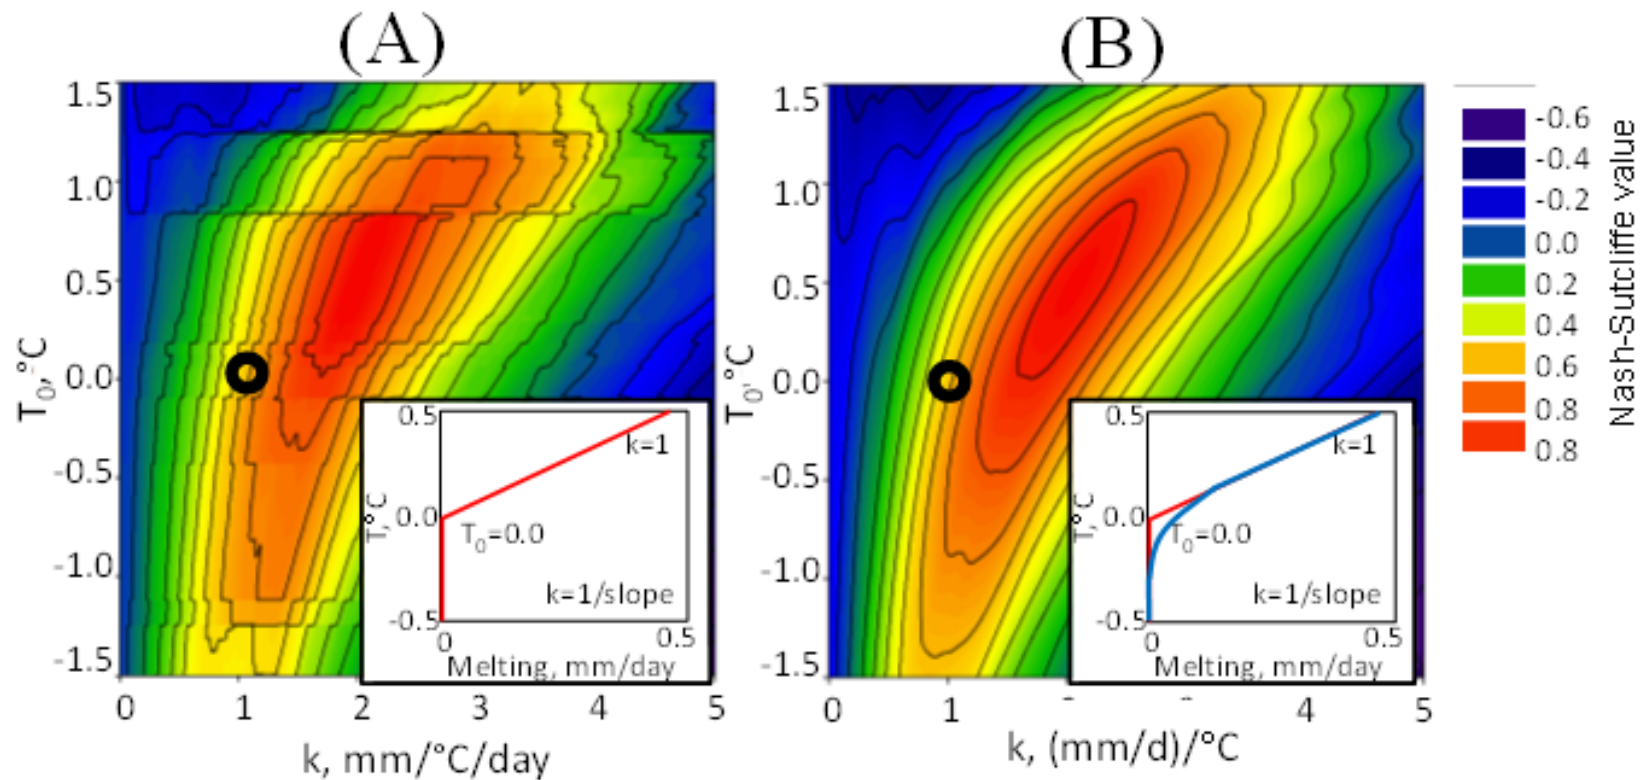 (A)
(B)
1.5
1.0
0.5
0.0
-0.5
-1.0
-1.5
T0,°C
0 1 2 3 4 5
k, mm/°C/day
0.5
0.0
-0.5
T,°C
k=1
T0=0.0
k=1/slope
0 0.5
Melting, mm/day
1.5
1.0
0.5
0.0
-0.5
-1.0
-1.5
T0,°C
0 1 4 5
k, (mm/d)/°C
0.5
0.0
-0.5
T,°C
k=1
T0=0.0
k=1/slope
0 0.5
Melting, mm/day
-0.6
-0.4
-0.2
0.0
0.2
0.4
0.6
0.8
0.8
Nash-Sutcliffe value